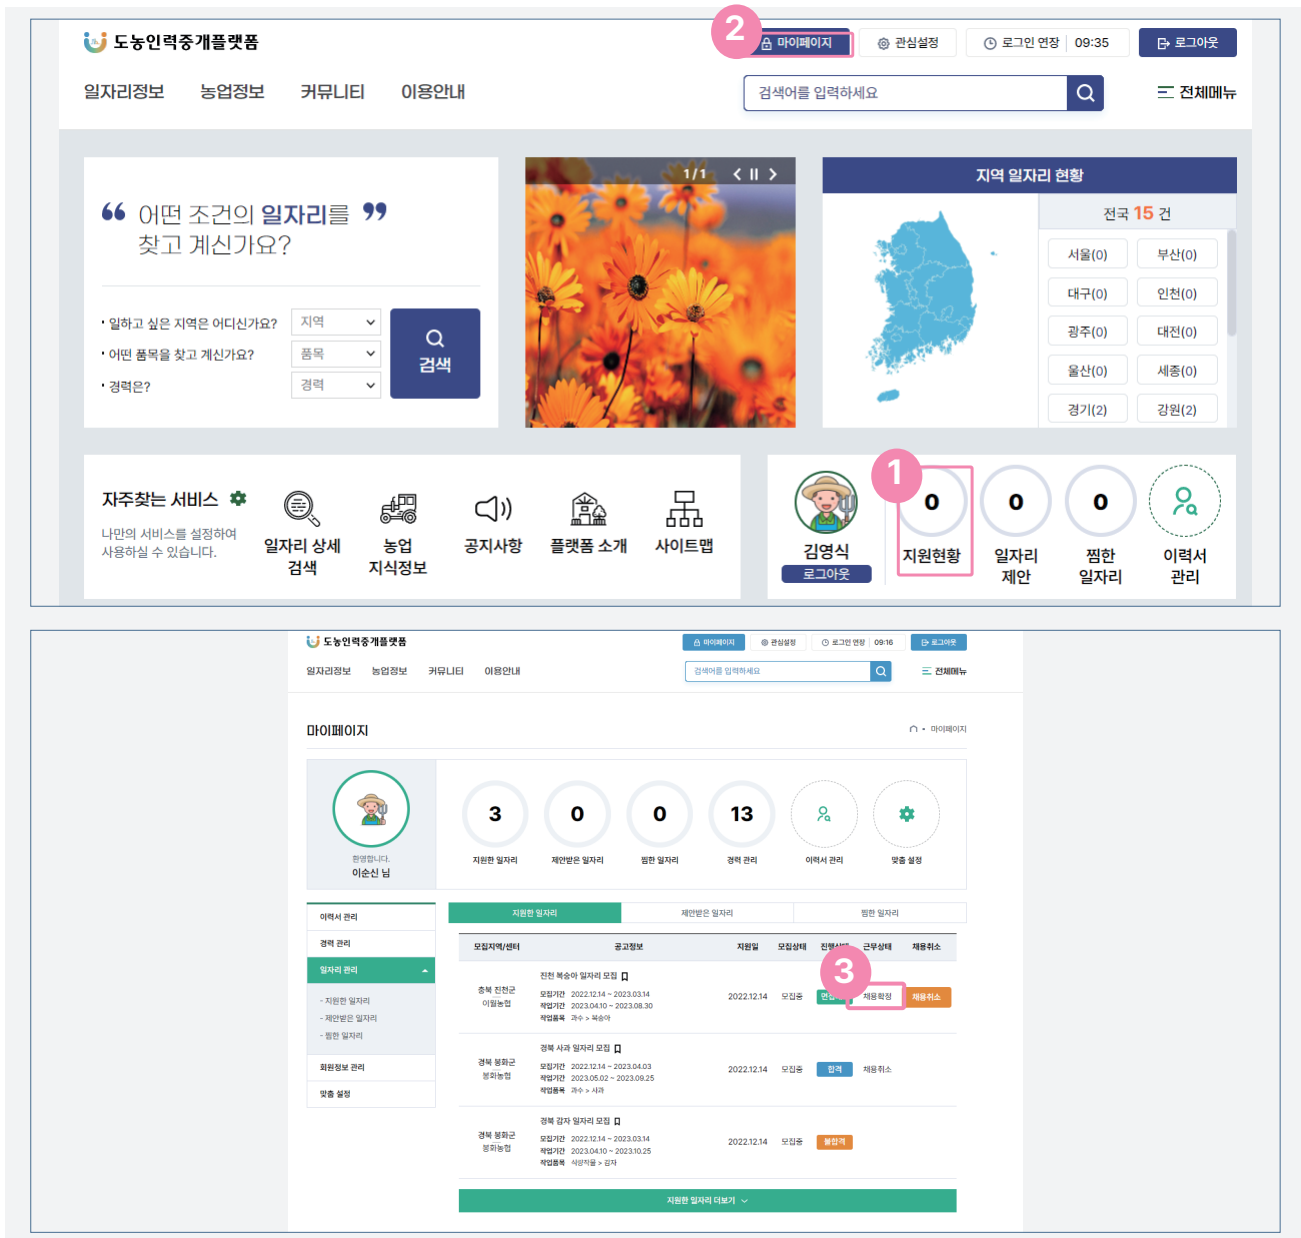 도농인력중개플랫폼
2
마이페이지
관심설정
로그인 연장 09:35
로그아웃
일자리정보 농업정보 커뮤니티 이용안내
검색어를 입력하세요
전체메뉴
어떤 조건의 일자리를
찾고 계신가요?
• 일하고 싶은 지역은 어디신가요? 지역
• 어떤 품목을 찾고 계신가요? 품목
• 경력은? 경력
검색
1/1
지역 일자리 현황
전국 15 건
서울(0) 부산(0)
대구(0) 인천(0)
광주(0) 대전(0)
울산(0) 세종(0)
경기(2) 강원(2)
자주찾는 서비스
나만의 서비스를 설정하여
사용하실 수 있습니다.
일자리 상세
검색
농업
지식정보
공지사항
플랫폼 소개
사이트맵
김영식
로그아웃
1
0
지원현황
0
일자리
제안
0
찜한
일자리
이력서
관리
도농인력중개플랫폼
마이페이지
관심설정
로그인 연장 09:16
로그아웃
일자리정보 농업정보 커뮤니티 이용안내
검색어를 입력하세요
전체메뉴
마이페이지
• 마이페이지
환영합니다.
이순신 님
3
지원한 일자리
0
제안받은 일자리
0
찜한 일자리
13
경력 관리
이력서 관리
맞춤 설정
이력서 관리
경력 관리
일자리 관리
- 지원한 일자리
- 제안받은 일자리
- 찜한 일자리
회원정보 관리
맞춤 설정
지원한 일자리 제안받은 일자리 찜한 일자리
모집지역/센터 공고정보 지원일 모집상태 근무상태 채용취소
3
충북 진천군
이월농협
진천 복숭아 일자리 모집
모집기간 2022.12.14 ~ 2023.03.14
작업기간 2023.04.10 ~ 2023.08.30
작업품목 과수 > 복숭아
2022.12.14 모집중 채용확정 채용취소
경북 봉화군
봉화농협
경북 사과 일자리 모집
모집기간 2022.12.14 ~ 2023.04.03
작업기간 2023.05.02 ~ 2023.09.25
작업품목 과수 > 사과
2022.12.14 모집중 합격 채용취소
경북 봉화군
봉화농협
경북 감자 일자리 모집
모집기간 2022.12.14 ~ 2023.03.14
작업기간 2023.04.10 ~ 2023.10.25
작업품목 식량작물 > 감자
2022.12.14 모집중 불합격
지원한 일자리 더보기